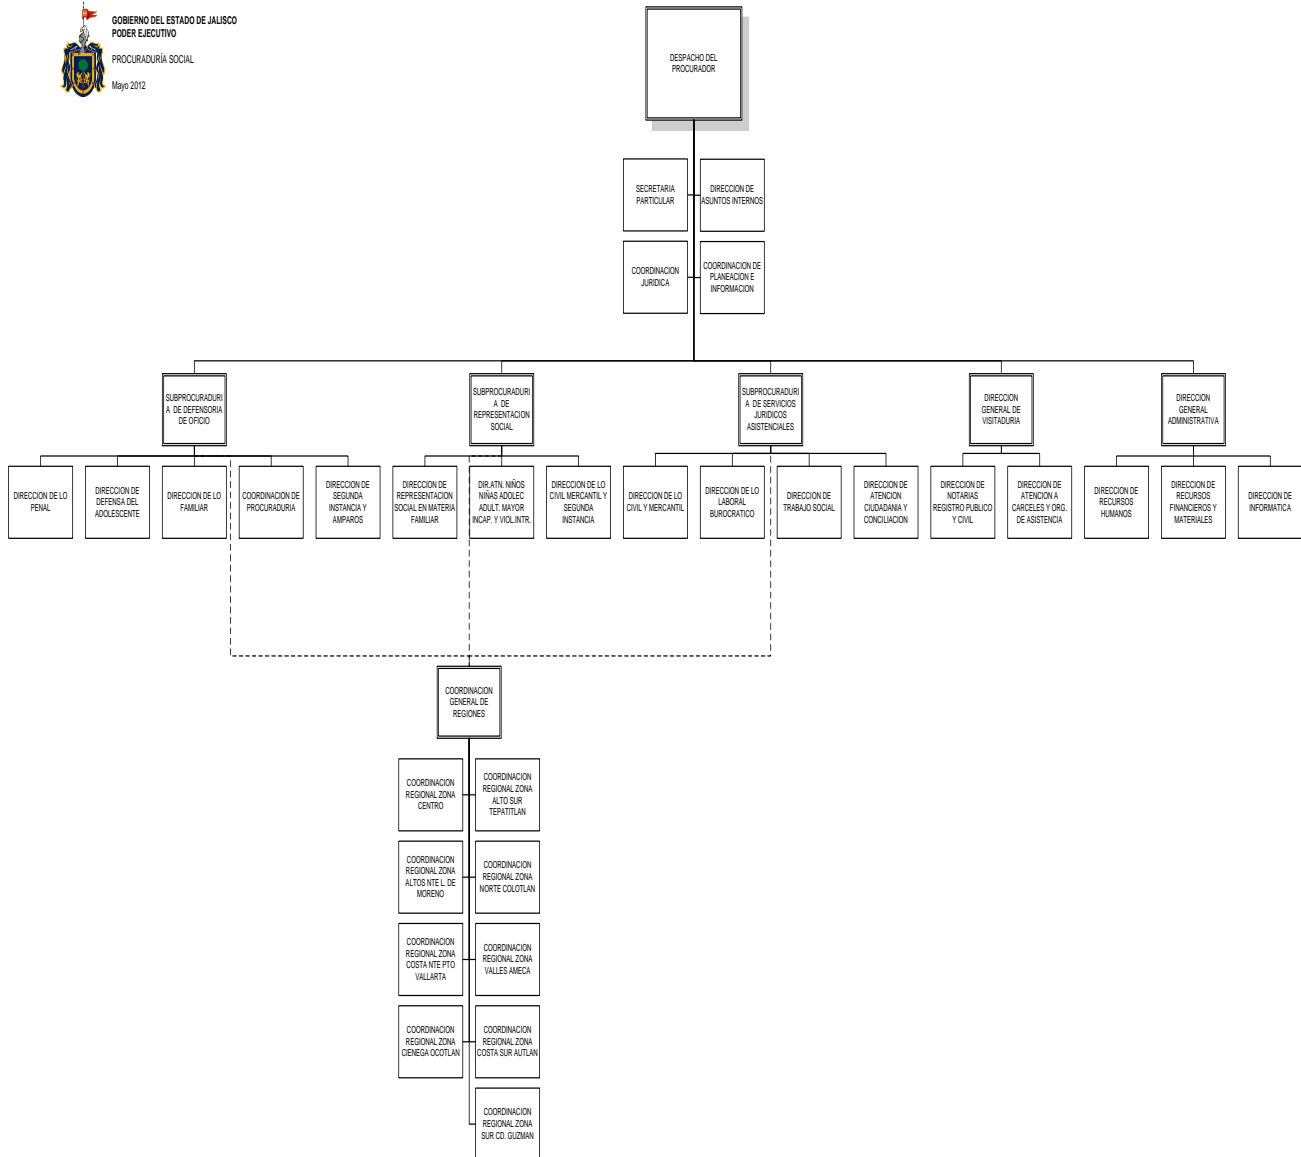 GOBIERNO DEL ESTADO DE JALISCO
PODER EJECUTIVO
PROCURADURÍA SOCIAL
Mayo 2012
DESPACHO DEL
PROCURADOR
SECRETARIA
PARTICULAR
DIRECCION DE
ASUNTOS INTERNOS
COORDINACION
JURIDICA
COORDINACION DE
PLANEACION E
INFORMACION
SUBPROCURADURI
A DE DEFENSORIA
DE OFICIO
SUBPROCURADURI
A DE
REPRESENTACION
SOCIAL
SUBPROCURADURI
A DE SERVICIOS
JURIDICOS
ASISTENCIALES
DIRECCION
GENERAL DE
VISITADURIA
DIRECCION
GENERAL
ADMINISTRATIVA
DIRECCION DE LO
PENAL
DIRECCION DE
DEFENSA DEL
ADOLESCENTE
DIRECCION DE LO
FAMILIAR
COORDINACION DE
PROCURADURIA
DIRECCION DE
SEGUNDA
INSTANCIA Y
AMPAROS
DIRECCION DE
REPRESENTACION
SOCIAL EN MATERIA
FAMILIAR
DIR.ATN. NIÑOS
NIÑAS ADOLEC
ADULT. MAYOR
INCAP. Y VIOL.INTR.
DIRECCION DE LO
CIVIL MERCANTIL Y
SEGUNDA
INSTANCIA
DIRECCION DE LO
CIVIL Y MERCANTIL
DIRECCION DE LO
LABORAL
BUROCRATICO
DIRECCION DE
TRABAJO SOCIAL
DIRECCION DE
ATENCION
CIUDADANIA Y
CONCILIACION
DIRECCION DE
NOTARIAS
REGISTRO PUBLICO
Y CIVIL
DIRECCION DE
ATENCION A
CARCELES Y ORG.
DE ASISTENCIA
DIRECCION DE
RECURSOS
HUMANOS
DIRECCION DE
RECURSOS
FINANCIEROS Y
MATERIALES
DIRECCION DE
INFORMATICA
COORDINACION
GENERAL DE
REGIONES
COORDINACION
REGIONAL ZONA
CENTRO
COORDINACION
REGIONAL ZONA
ALTO SUR
TEPATITLAN
COORDINACION
REGIONAL ZONA
ALTOS NTE L. DE
MORENO
COORDINACION
REGIONAL ZONA
NORTE COLOTLAN
COORDINACION
REGIONAL ZONA
COSTA NTE PTO
VALLARTA
COORDINACION
REGIONAL ZONA
VALLES AMECA
COORDINACION
REGIONAL ZONA
CIENEGA OCOTLAN
COORDINACION
REGIONAL ZONA
COSTA SUR AUTLAN
COORDINACION
REGIONAL ZONA
SUR CD. GUZMAN